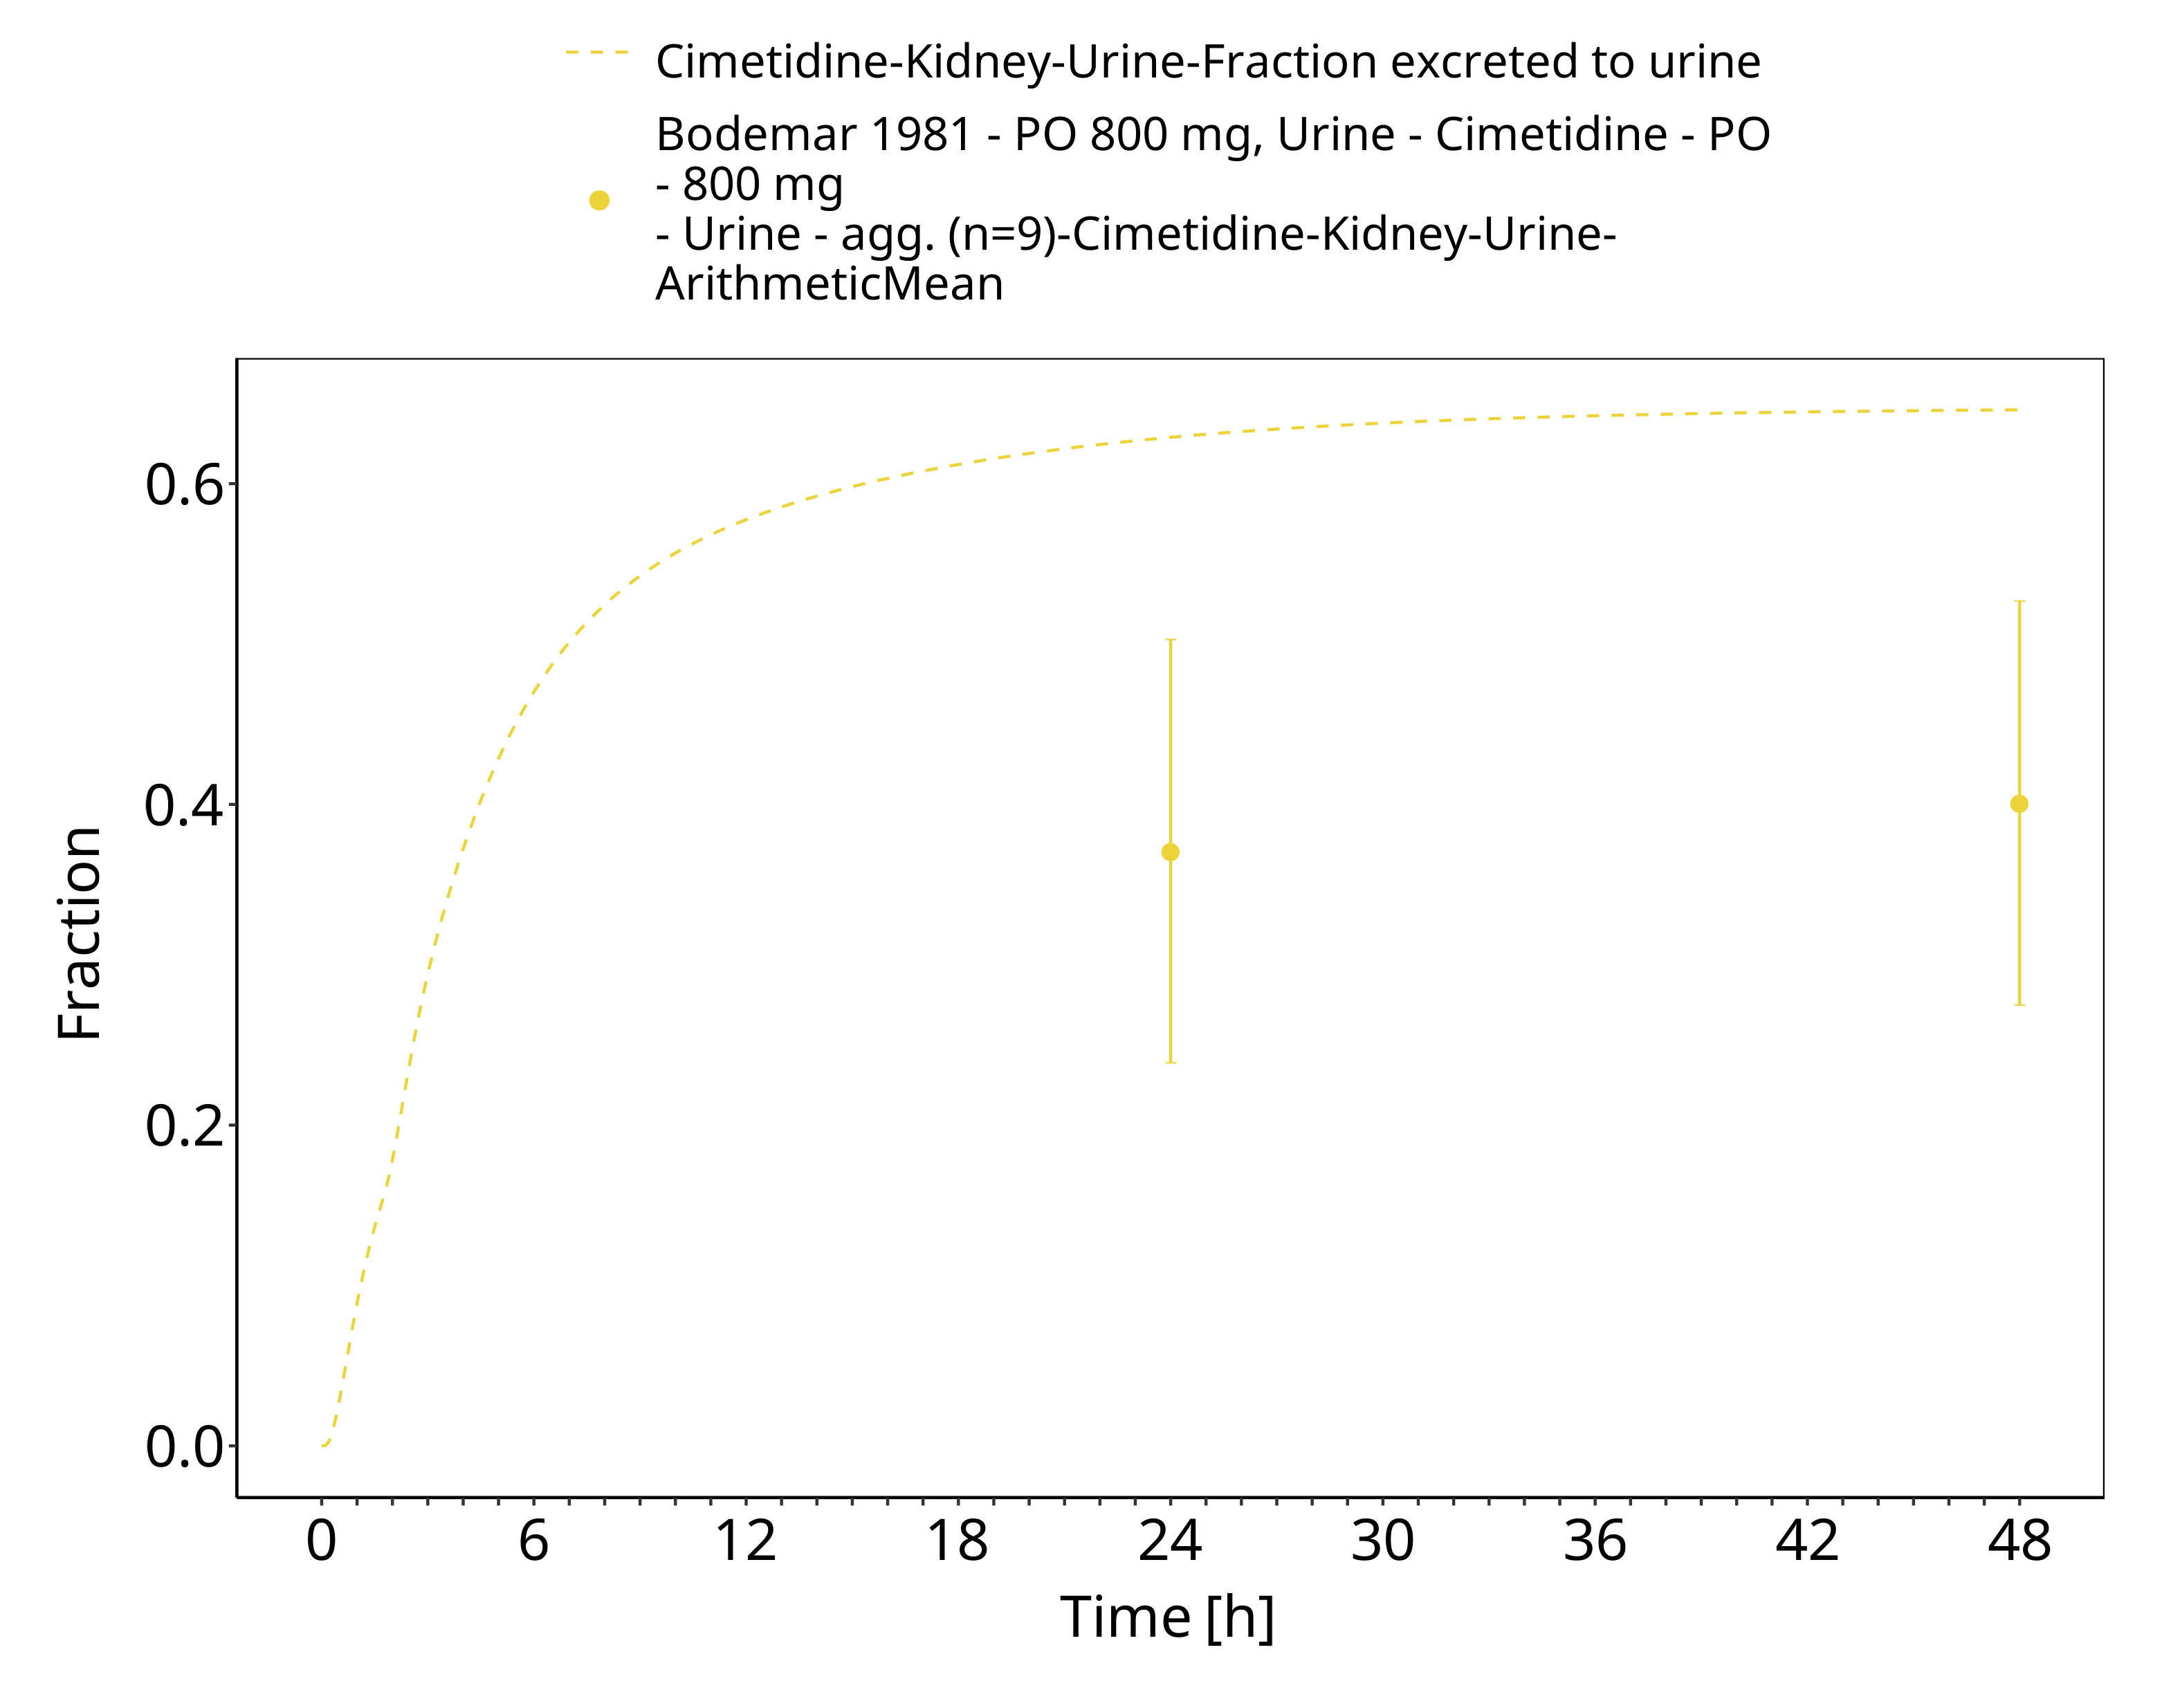 Cimetidine-Kidney-Urine-Fraction excreted to urine
Bodemar 1981 - PO 800 mg, Urine - Cimetidine - PO
- 800 mg
- Urine - agg. (n=9)-Cimetidine-Kidney-Urine-
ArithmeticMean
0.6
0.4
0.2
0.0
Fraction
0 6 12 18 24 30 36 42 48
Time [h]